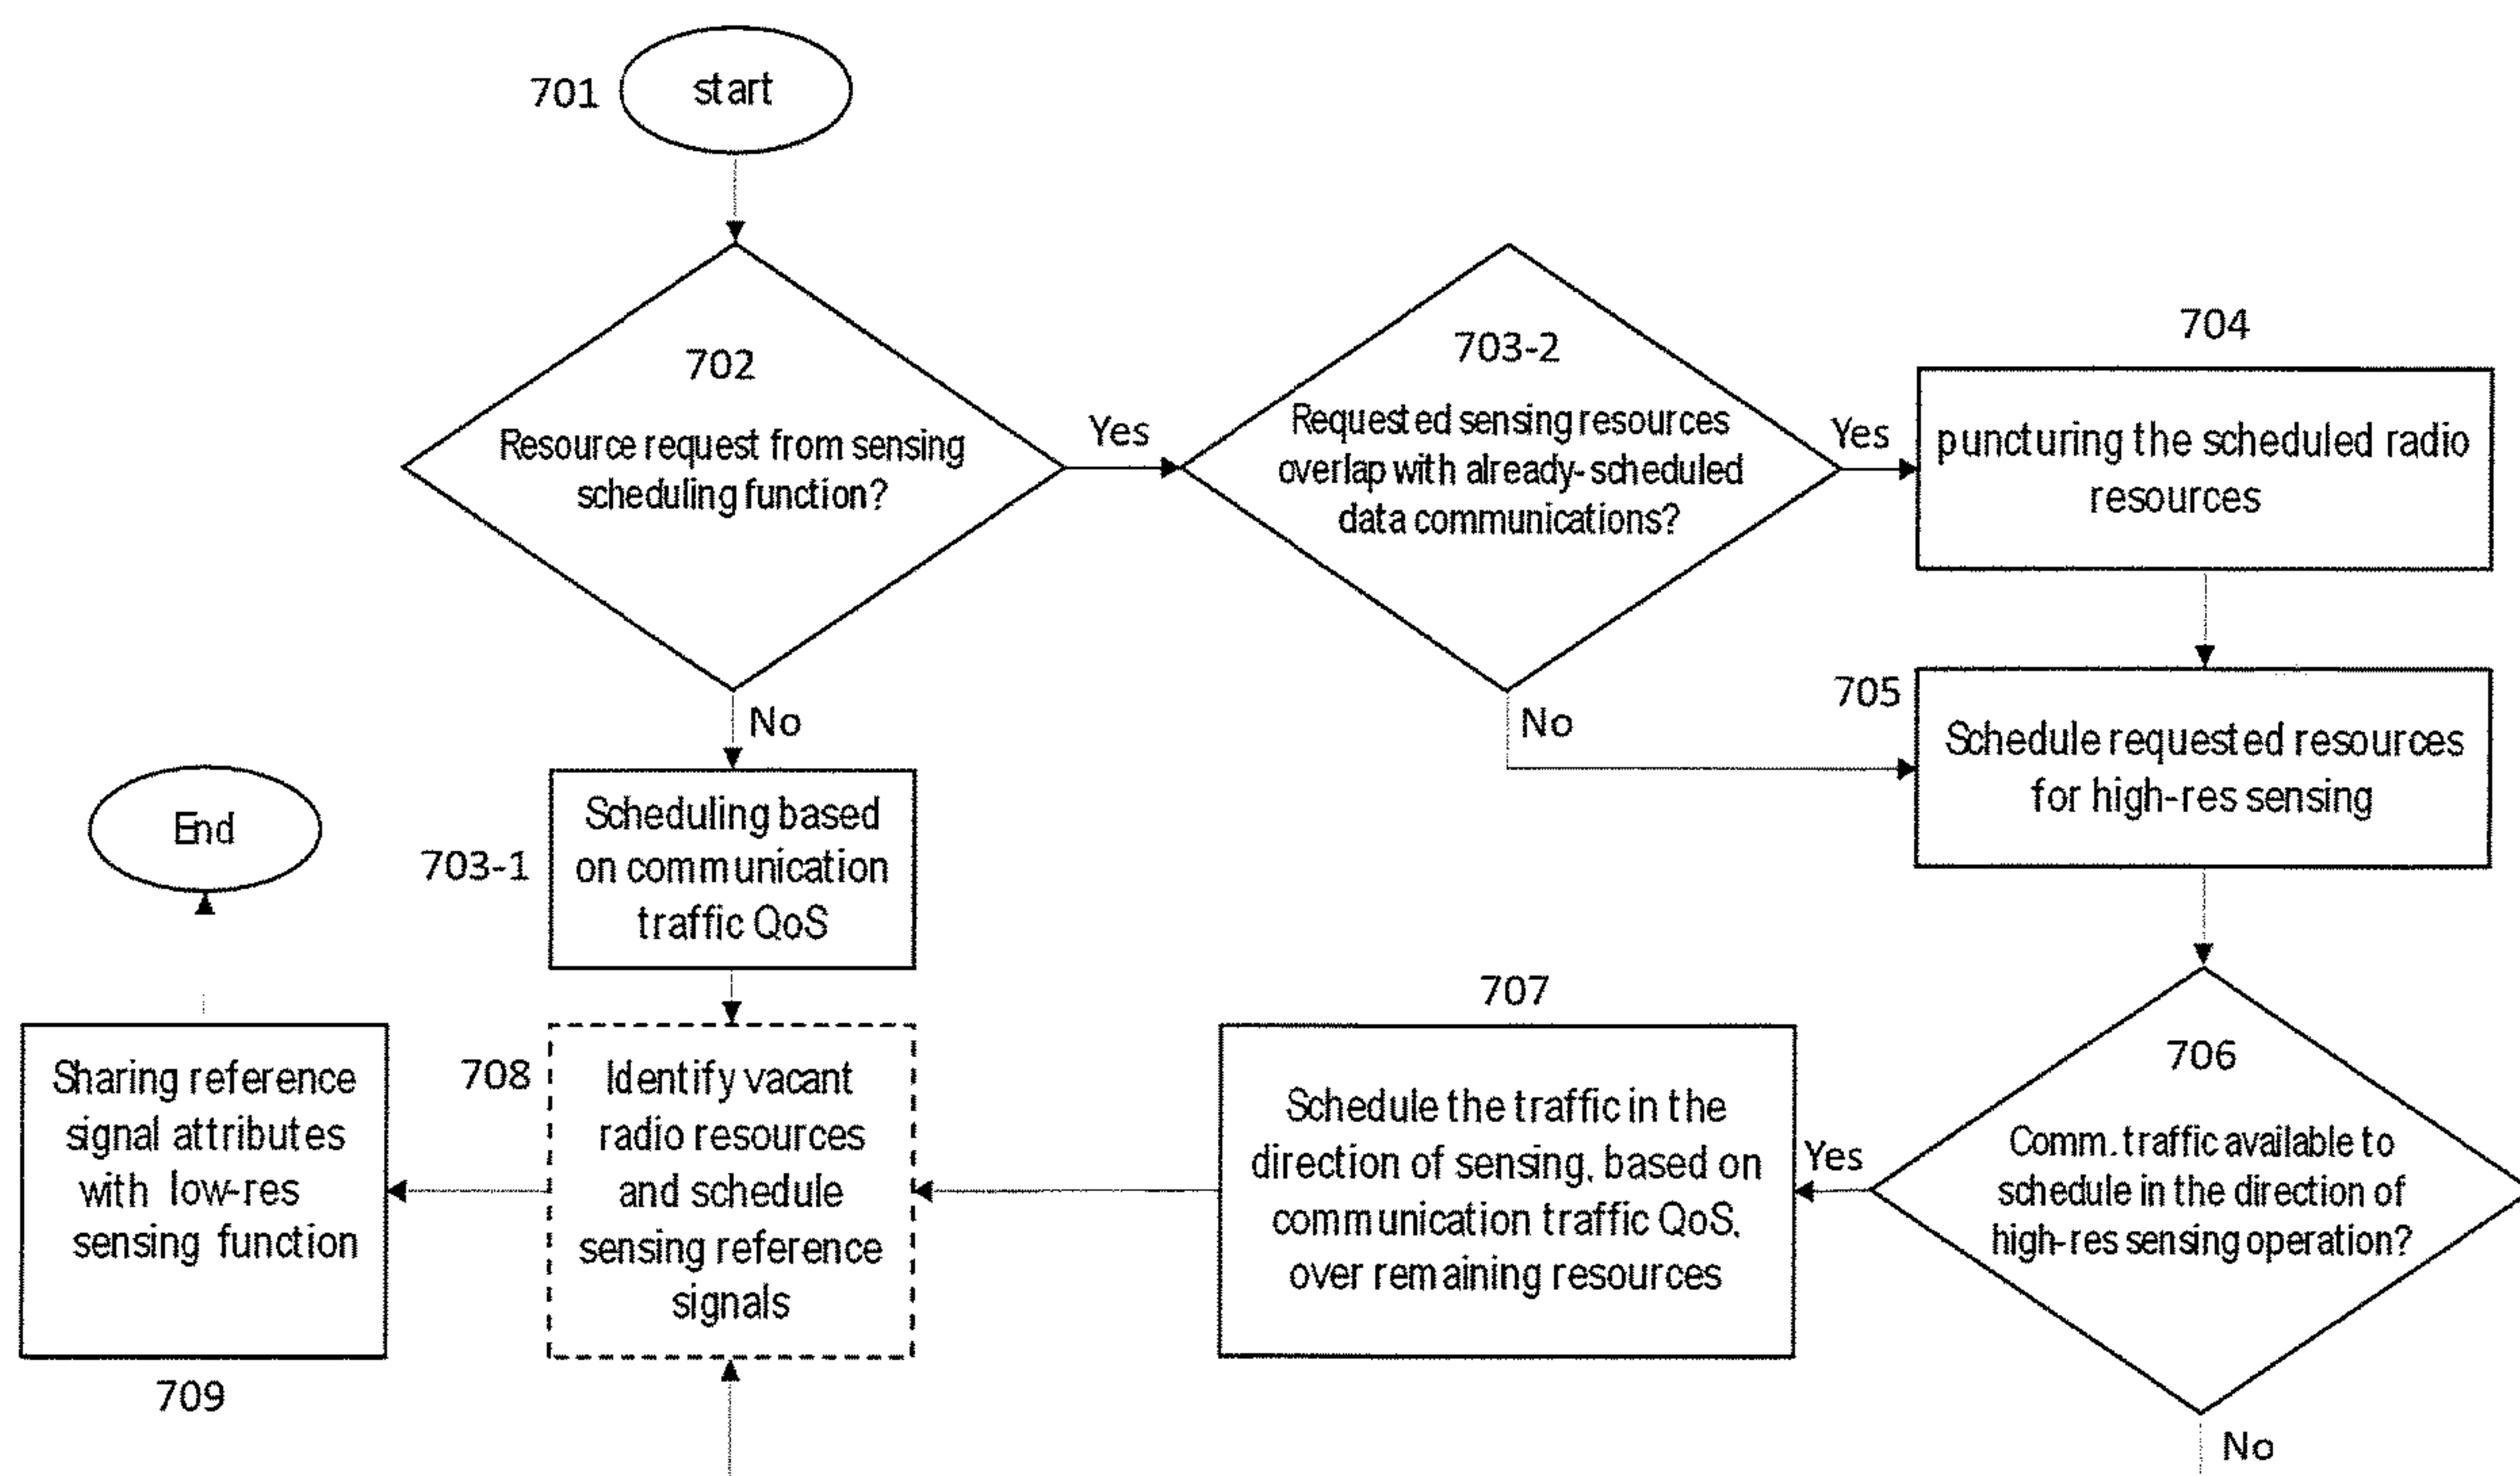 701
start
702
Resource request from sensing
scheduling function?
Yes
No
703-2
Requested sensing resources
overlap with already-scheduled
data communications?
Yes
No
704
puncturing the scheduled radio
resources
705
Schedule requested resources
for high-res sensing
703-1
Scheduling based
on communication
traffic QoS
End
706
Comm. traffic available to
schedule in the direction of
high-res sensing operation?
Yes
No
707
Schedule the traffic in the
direction of sensing, based on
communication traffic QoS,
over remaining resources
708
Identify vacant
radio resources
and schedule
sensing reference
signals
Sharing reference
signal attributes
with low-res
sensing function
709